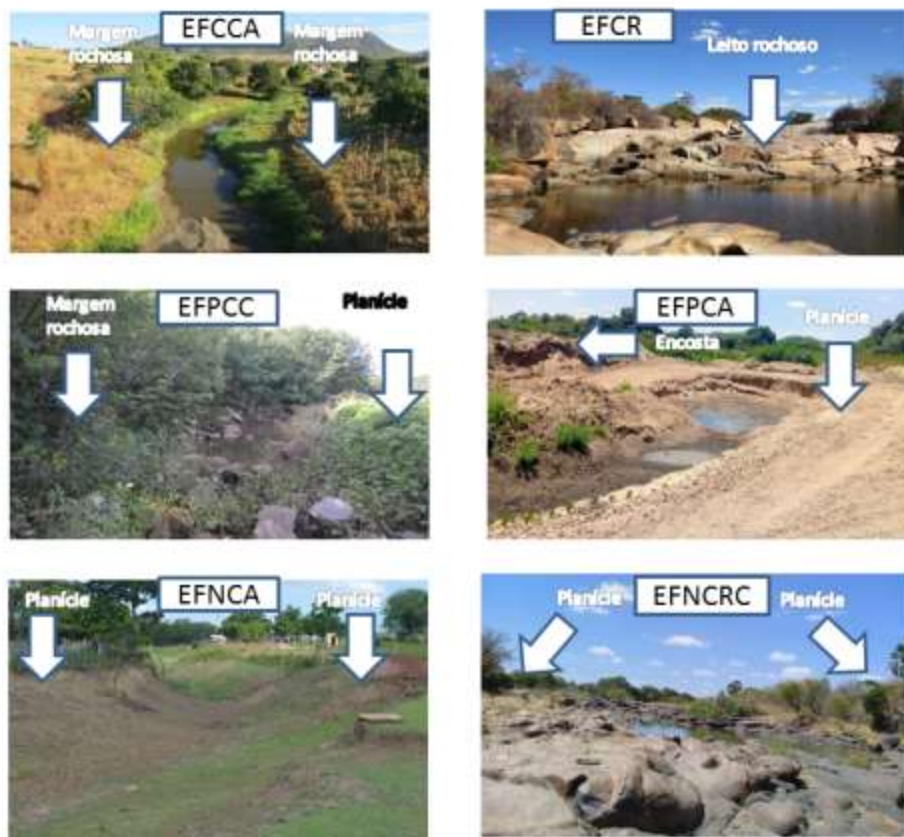 EFCCA
Margem
rochosa
Margem
rochosa
EFCR
Leito rochoso
EFPCC
Margem
rochosa
Planície
EFPCA
Encosta
Planície
EFNCA
Planície
Planície
EFNCRC
Planície
Planície